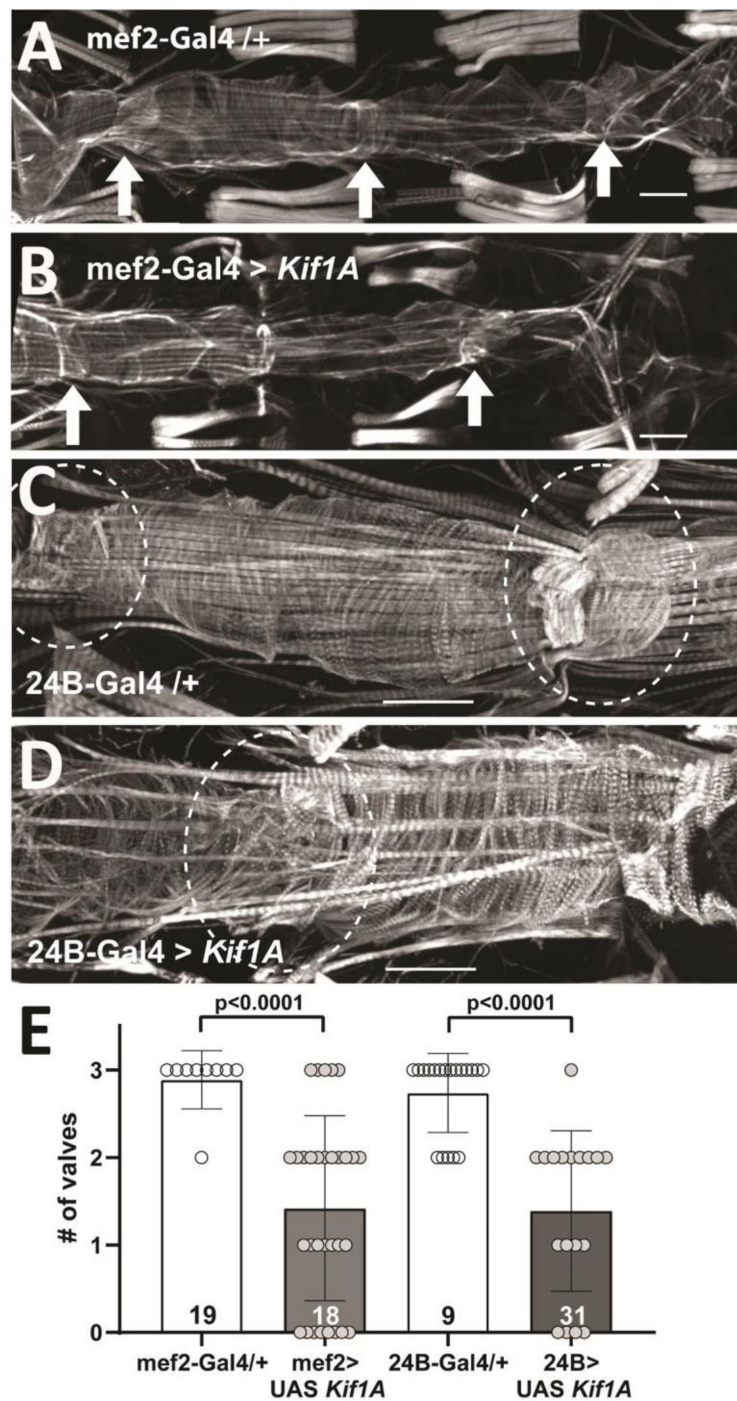 A
mef2-Gal4 /+
B
mef2-Gal4 > Kif1A
C
24B-Gal4 /+
D
24B-Gal4 > Kif1A
E
p<0.0001
p<0.0001
# of valves
3
2
1
0
19
18
9
31
mef2-Gal4/+
mef2>
UAS Kif1A
24B-Gal4/+
24B>
UAS Kif1A